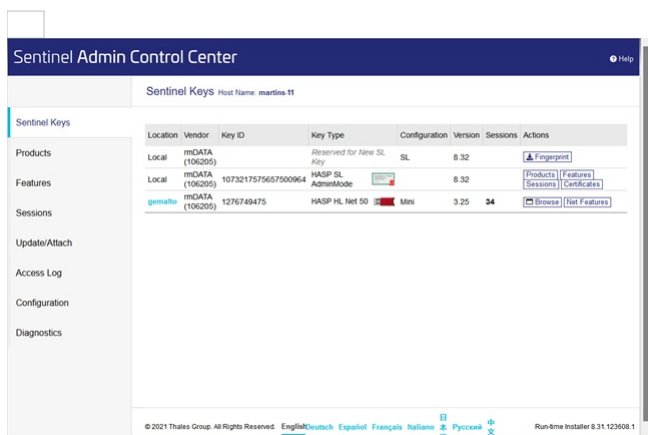 Sentinel Admin Control Center
Help
Sentinel Keys Host Name: martins-11
Sentinel Keys
Products
Features
Sessions
Update/Attach
Access Log
Configuration
Diagnostics
Location Vendor Key ID Key Type Configuration Version Sessions Actions
Local rmDATA (106205) Reserved for New SL Key SL 8.32 Fingerprint
Local rmDATA (106205) 1073217575657500964 HASP SL AdminMode 8.32 Products Features Sessions Certificates
gemalto rmDATA (106205) 1276749475 HASP HL Net 50 Mini 3.25 34 Browse Net Features
© 2021 Thales Group. All Rights Reserved. English Deutsch Español Français Italiano 日本 Русский 中文 Run-time Installer 8.31.123608.1